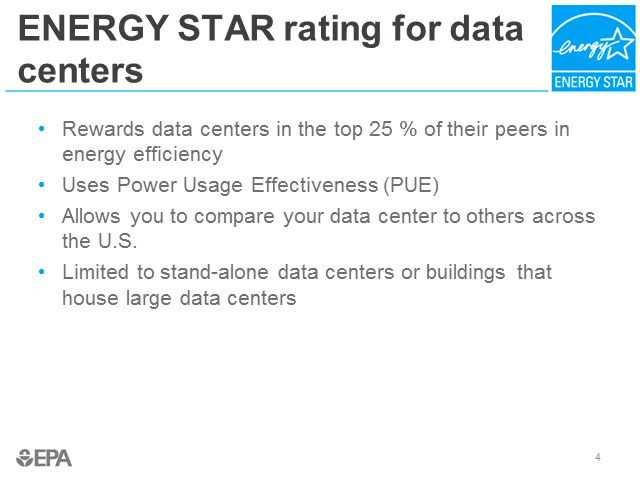 ENERGY STAR rating for data
centers
energy
ENERGY STAR
• Rewards data centers in the top 25 % of their peers in
energy efficiency
• Uses Power Usage Effectiveness (PUE)
• Allows you to compare your data center to others across
the U.S.
• Limited to stand-alone data centers or buildings that
house large data centers
EPA
4